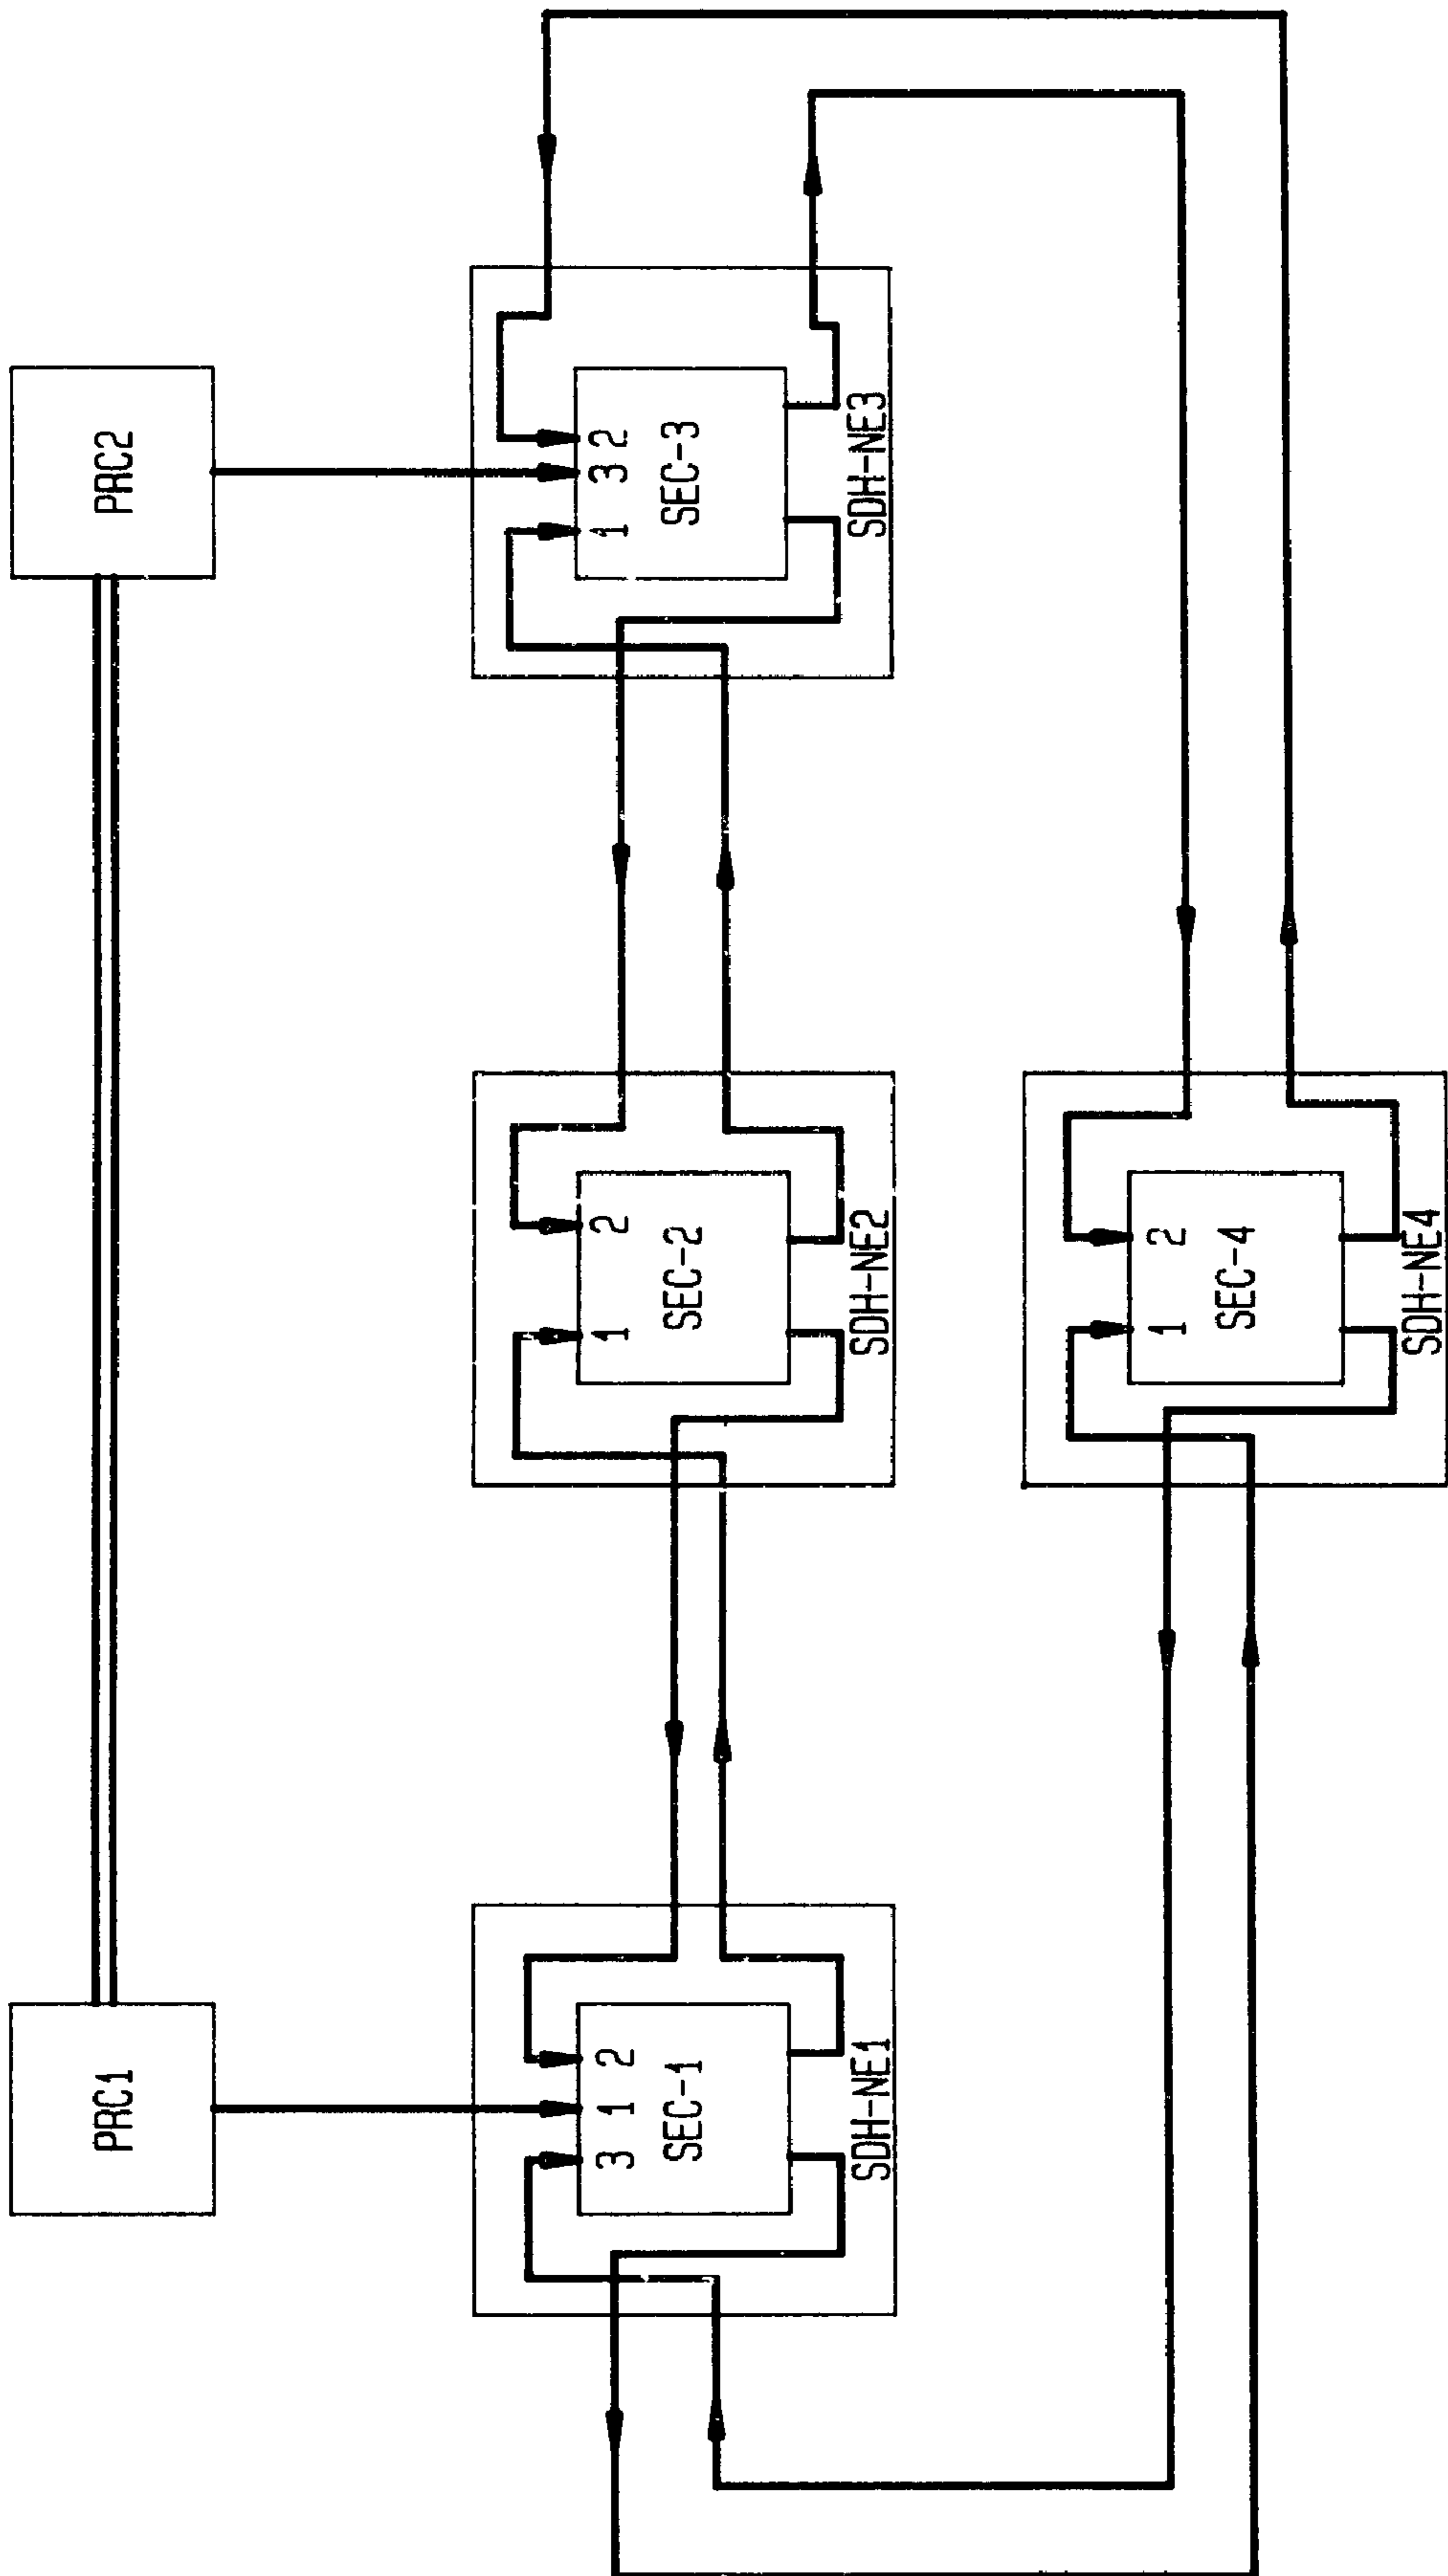 PRC1
PRC2
3 1 2
SEC-1
SDH-NE1
1 2
SEC-2
SDH-NE2
1 3 2
SEC-3
SDH-NE3
1 2
SEC-4
SDH-NE4